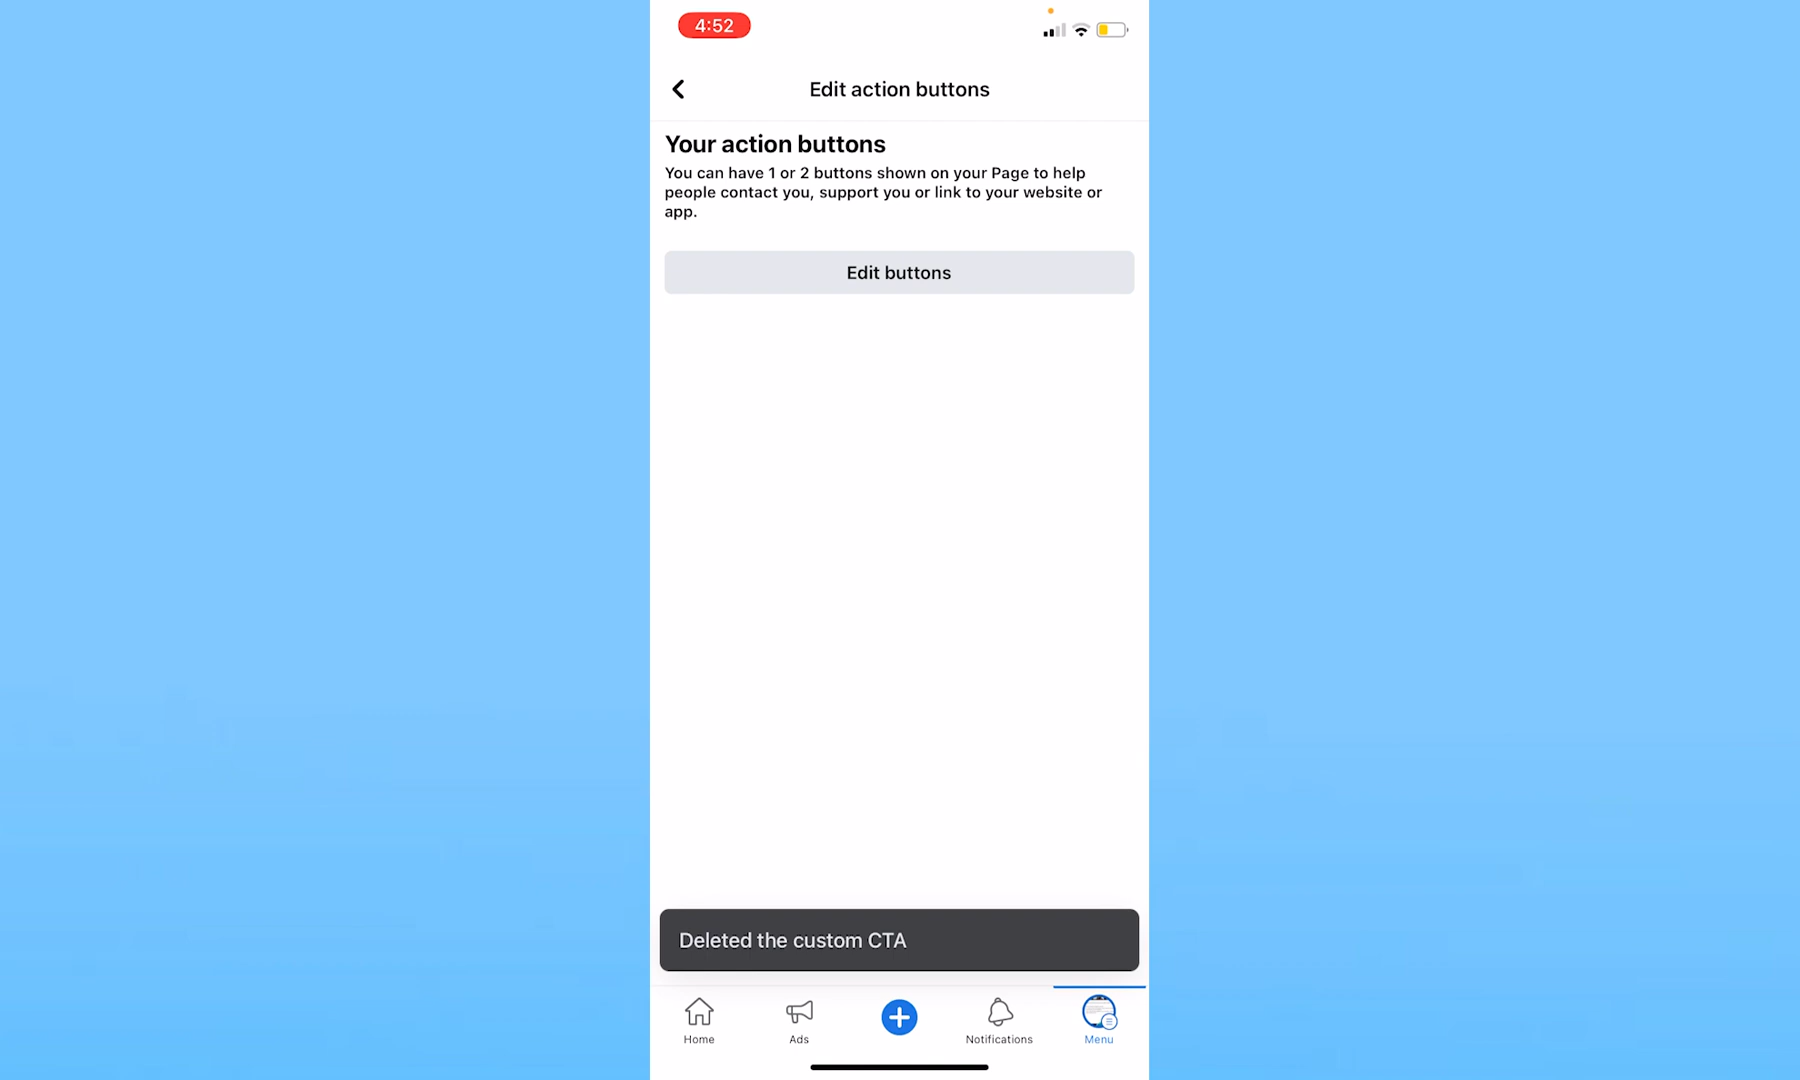 4:52
Edit action buttons
Your action buttons
You can have 1 or 2 buttons shown on your Page to help
people contact you, support you or link to your website or
app.
Edit buttons
Deleted the custom CTA
Home
Ads
Notifications
Menu